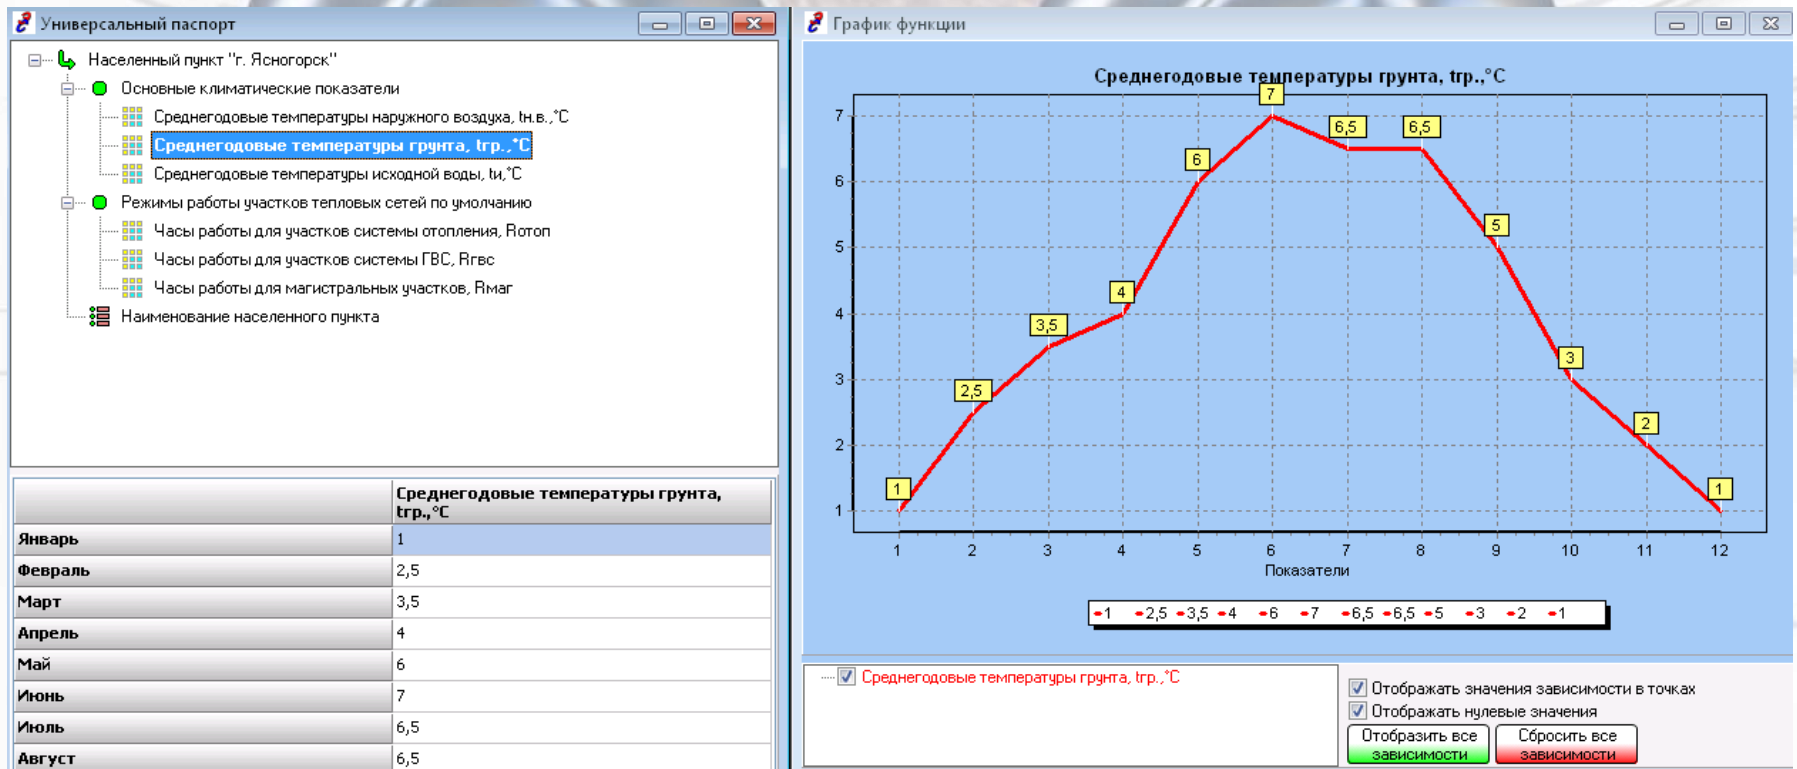 Универсальный паспорт
Населенный пункт "г. Ясногорск"
Основные климатические показатели
Среднегодовые температуры наружного воздуха, tн.в.,°С
Среднегодовые температуры грунта, tгр.,°С
Среднегодовые температуры исходной воды, tи,°С
Режимы работы участков тепловых сетей по умолчанию
Часы работы для участков системы отопления, Rотоп
Часы работы для участков системы ГВС, Rгвс
Часы работы для магистральных участков, Rмаг
Наименование населенного пункта
Среднегодовые температуры грунта,
tгр.,°С
Январь 1
Февраль 2,5
Март 3,5
Апрель 4
Май 6
Июнь 7
Июль 6,5
Август 6,5
График функции
Среднегодовые температуры грунта, tгр.,°С
7
6
5
4
3
2
1
1 2,5 3,5 4 6 7 6,5 6,5 5 3 2 1
1 2 3 4 5 6 7 8 9 10 11 12
Показатели
1 2,5 3,5 4 6 7 6,5 6,5 5 3 2 1
Среднегодовые температуры грунта, tгр.,°С
Отображать значения зависимости в точках
Отображать нулевые значения
Отобразить все
зависимости
Сбросить все
зависимости